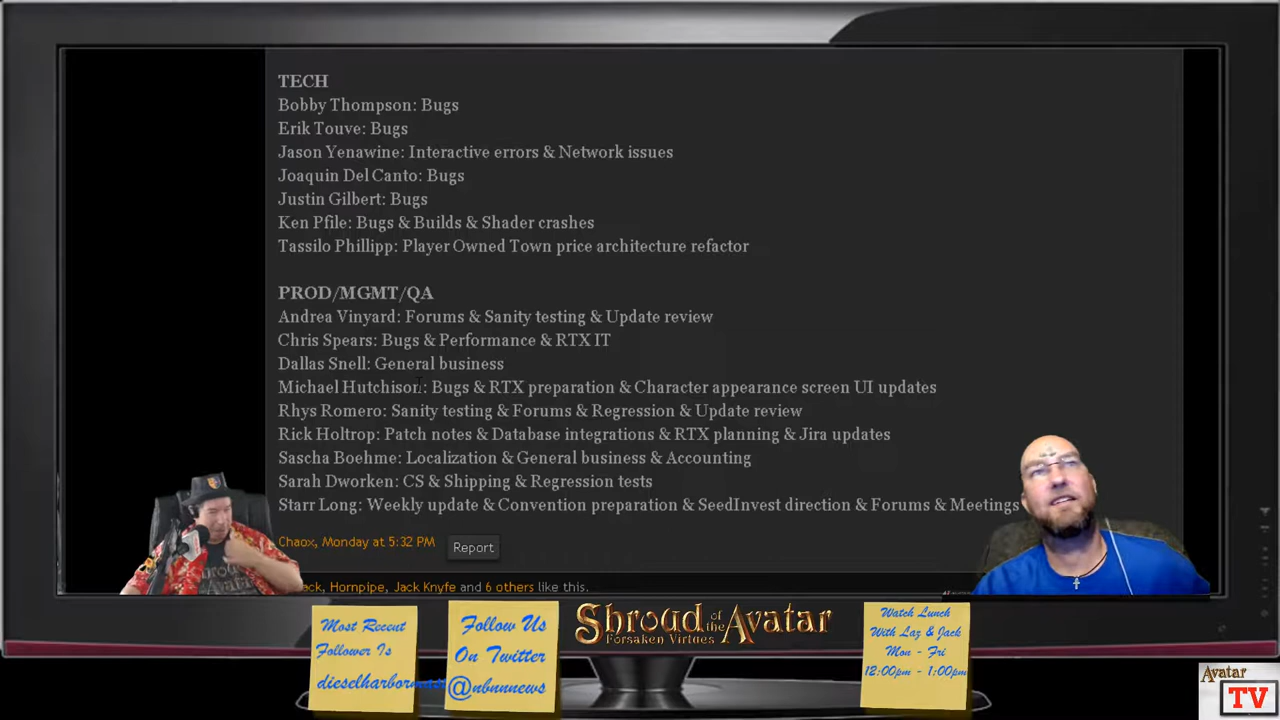 TECH
Bobby Thompson: Bugs
Erik Touve: Bugs
Jason Yenawine: Interactive errors & Network issues
Joaquin Del Canto: Bugs
Justin Gilbert: Bugs
Ken Pfile: Bugs & Builds & Shader crashes
Tassilo Phillipp: Player Owned Town price architecture refactor
PROD/MGMT/QA
Andrea Vinyard: Forums & Sanity testing & Update review
Chris Spears: Bugs & Performance & RTX IT
Dallas Snell: General business
Michael Hutchison: Bugs & RTX preparation & Character appearance screen UI updates
Rhys Romero: Sanity testing & Forums & Regression & Update review
Rick Holtrop: Patch notes & Database integrations & RTX planning & Jira updates
Sascha Boehme: Localization & General business & Accounting
Sarah Dworken: CS & Shipping & Regression tests
Starr Long: Weekly update & Convention preparation & SeedInvest direction & Forums & Meetings
Chaox, Monday at 5:32 PM
Report
Hornpipe, Jack Knyfe and 6 others like this.
Most Recent
Follower Is
Follow Us
On Twitter
@nbnnnews
Shroud of the Avatar
Forsaken Virtues
Watch Lunch
With Laz & Jack
Mon - Fri
12:00pm - 1:00pm
Avatar
TV